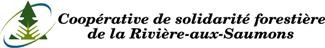 Coopérative de solidarité forestière
de la Rivière-aux-Saumons